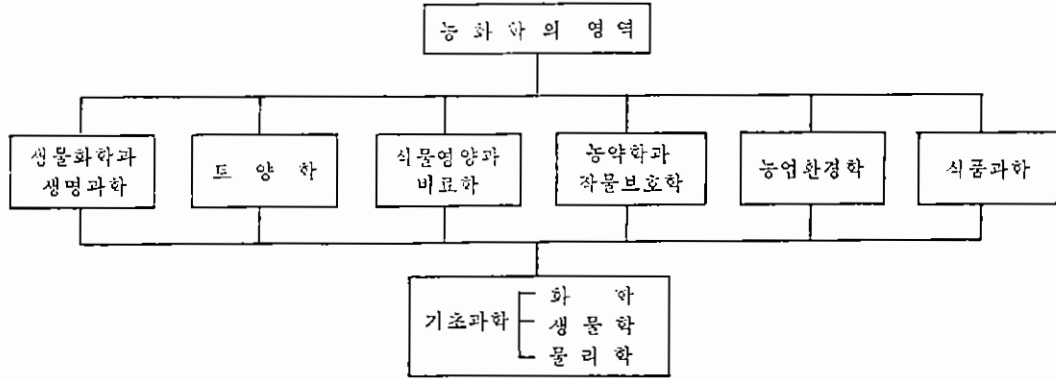 농화학의 영역
생물화학과
생명과학
토양학
식물영양과
비료학
농약학과
작물보호학
농업환경학
식품과학
기초과학
화학
생물학
물리학